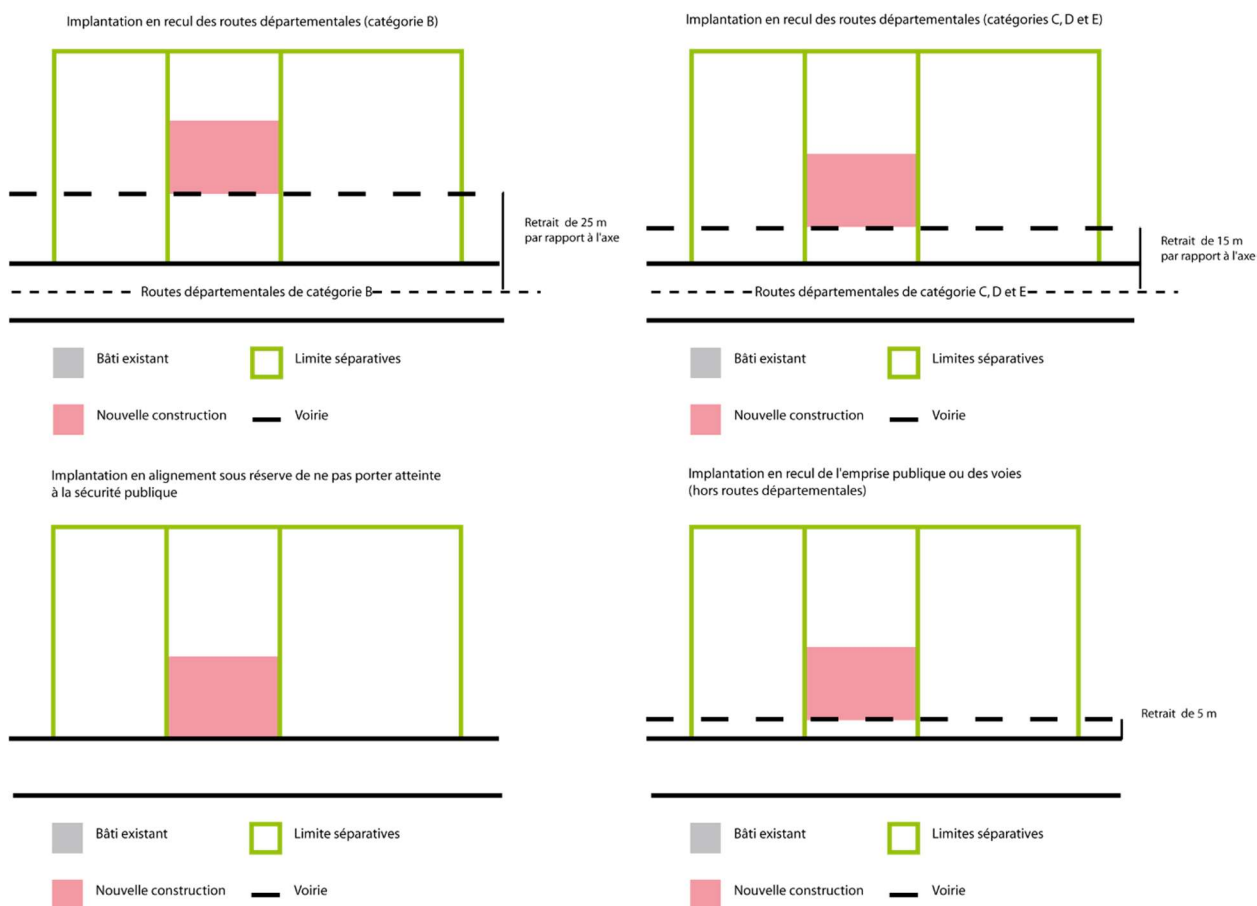 Implantation en recul des routes départementales (catégorie B)
Retrait de 25 m
par rapport à l'axe
Routes départementales de catégorie B
Bâti existant
Limite séparatives
Nouvelle construction
Voirie
Implantation en recul des routes départementales (catégories C, D et E)
Retrait de 15 m
par rapport à l'axe
Routes départementales de catégorie C, D et E
Bâti existant
Limites séparatives
Nouvelle construction
Voirie
Implantation en alignement sous réserve de ne pas porter atteinte
à la sécurité publique
Bâti existant
Limite séparatives
Nouvelle construction
Voirie
Implantation en recul de l'emprise publique ou des voies
(hors routes départementales)
Retrait de 5 m
Bâti existant
Limites séparatives
Nouvelle construction
Voirie